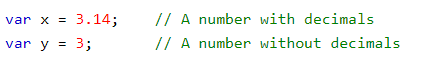 var x = 3.14;    // A number with decimals
var y = 3;       // A number without decimals